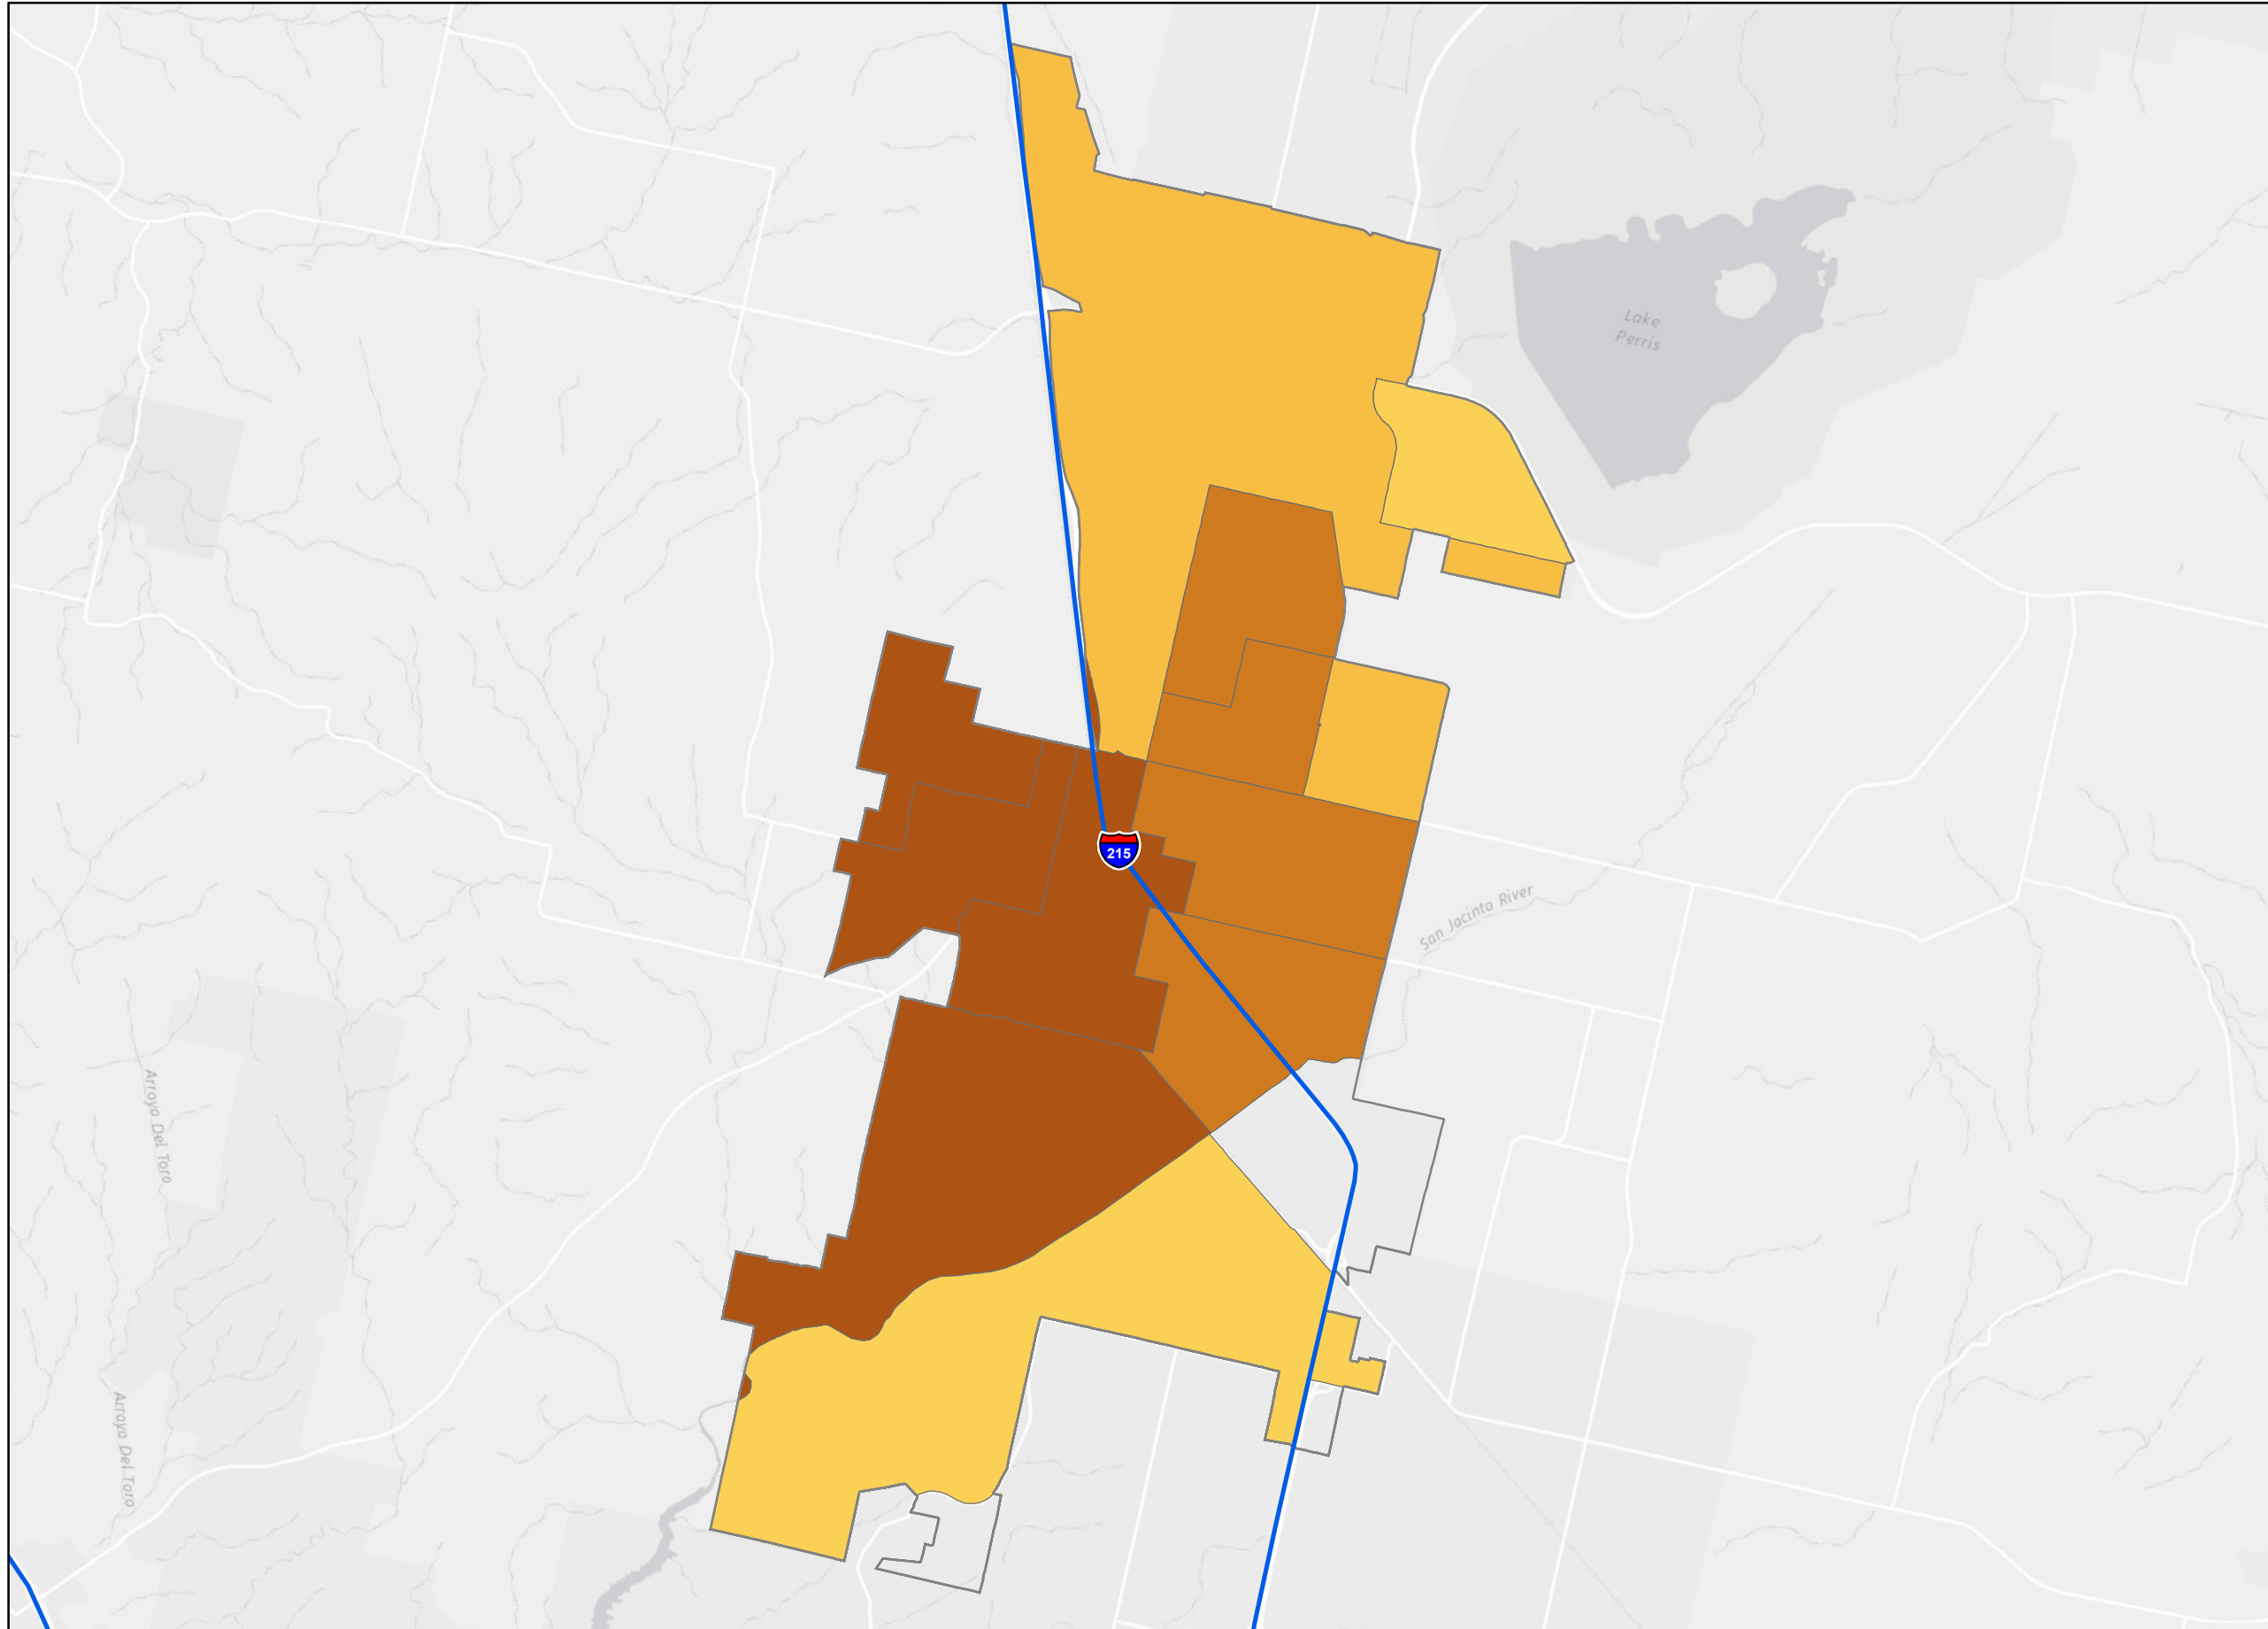 Lake
Perris
215
San Jacinto River
Arroyo Del Toro
Arroyo Del Toro